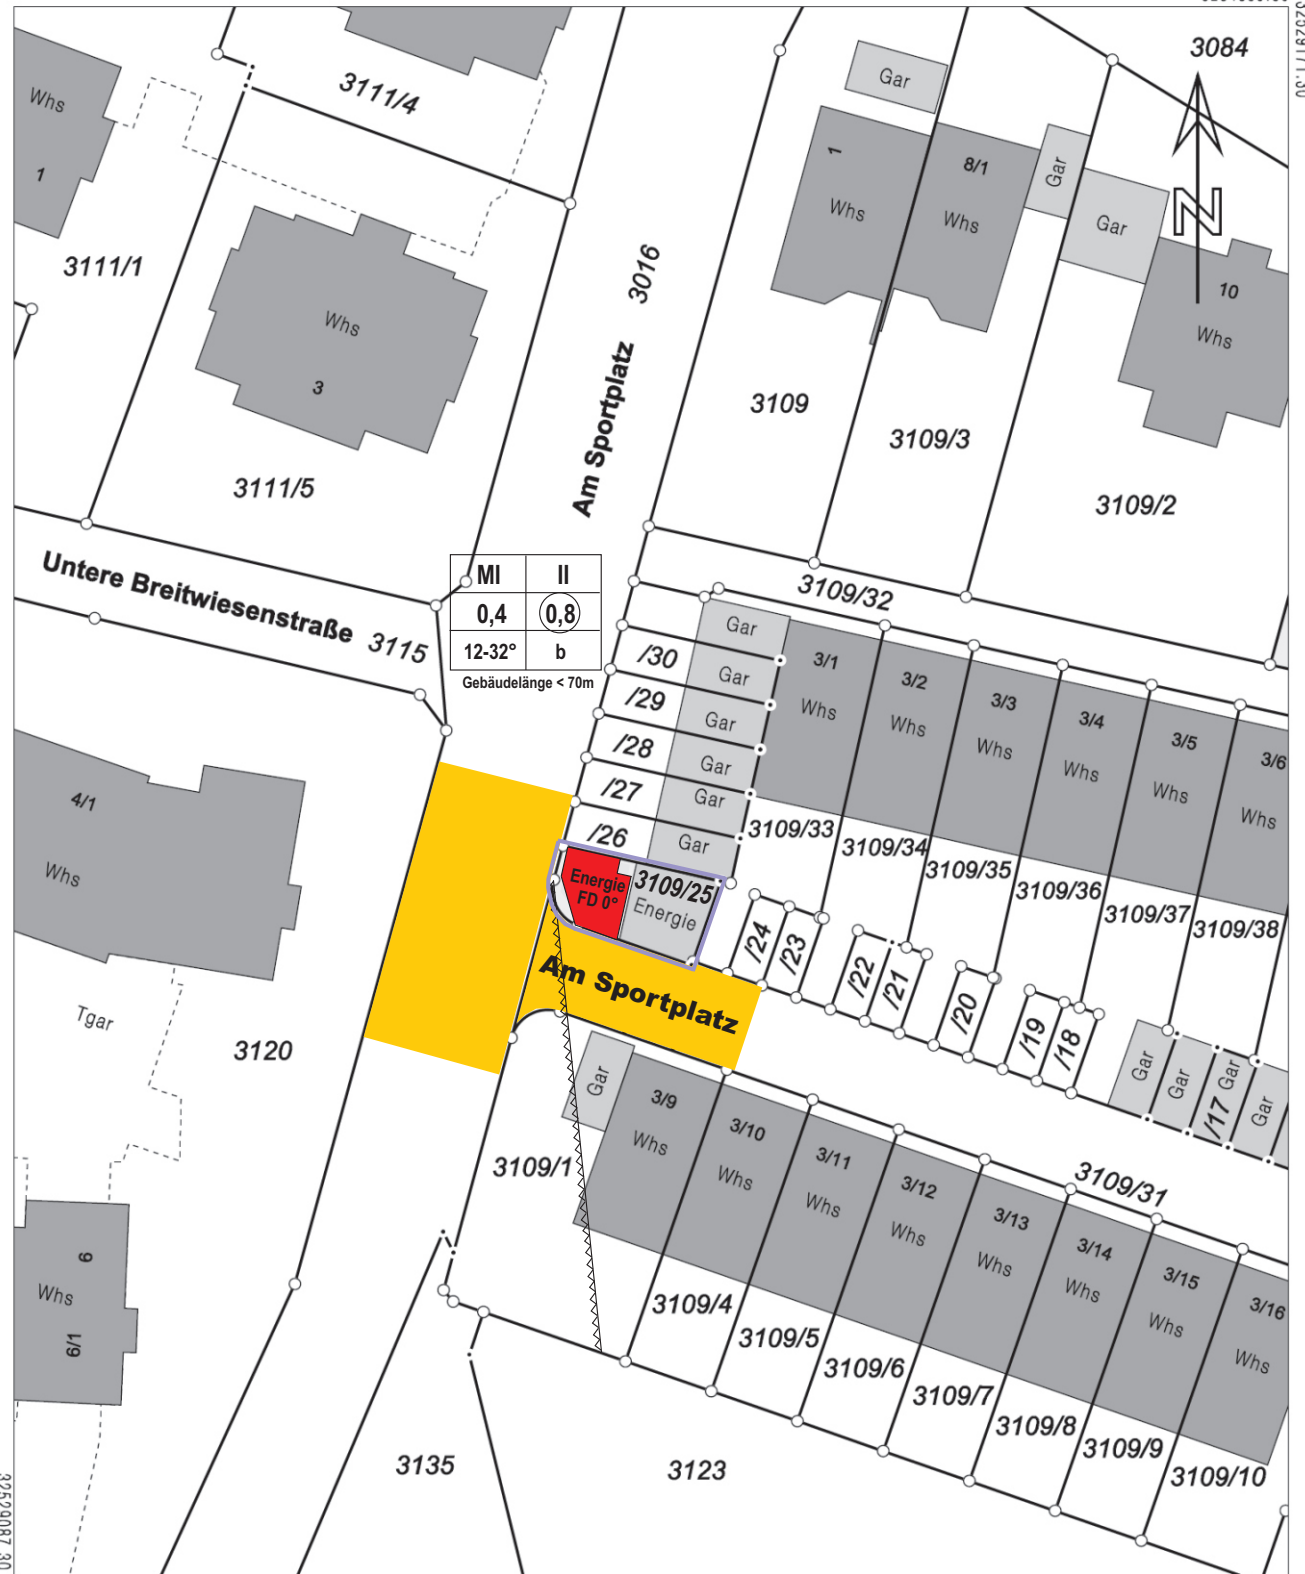 3084
32529171.30
3111/4
Gar
Whs
1
1
Whs
8/1
Whs
Gar
Gar
N
3111/1
3016
10
Whs
Whs
3
Am Sportplatz
3109
3109/3
3111/5
3109/2
Untere Breitwiesenstraße 3115
MI II
0,4 0,8
12-32° b
Gebäudelänge < 70m
3109/32
Gar
/30
Gar
/29
Gar
/28
Gar
/27
Gar
/26
Gar
3/1
Whs
3/2
Whs
3/3
Whs
3/4
Whs
3/5
Whs
3/6
Whs
4/1
Whs
3109/33
3109/34
3109/35
3109/36
3109/37
3109/38
Energie
FD 0°
3109/25
Energie
/24
/23
/22
/21
/20
/19
/18
Am Sportplatz
Tgar
3120
Gar
Gar
/17 Gar
Gar
Gar
3/9
Whs
3/10
Whs
3/11
Whs
3/12
Whs
3/13
Whs
3/14
Whs
3/15
Whs
3/16
Whs
3109/1
3109/31
6
Whs
6/1
3109/4
3109/5
3109/6
3109/7
3109/8
3109/9
3109/10
3135
3123
32529087.30